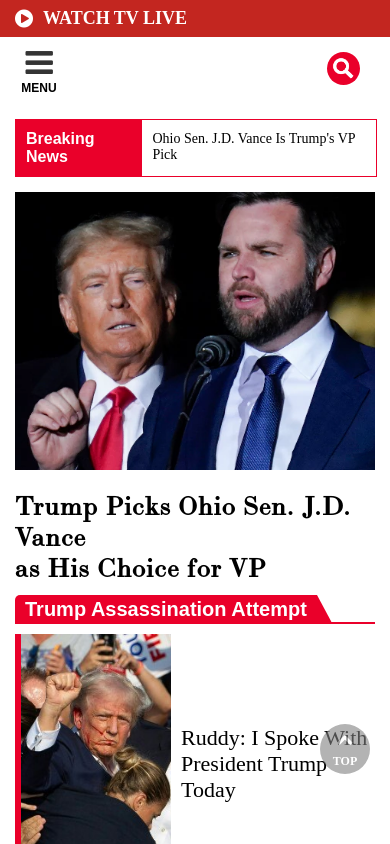 WATCH TV LIVE
MENU
Breaking
News
Ohio Sen. J.D. Vance Is Trump's VP
Pick
Trump Picks Ohio Sen. J.D.
Vance
as His Choice for VP
Trump Assassination Attempt
Ruddy: I Spoke With
President Trump
Today
TOP